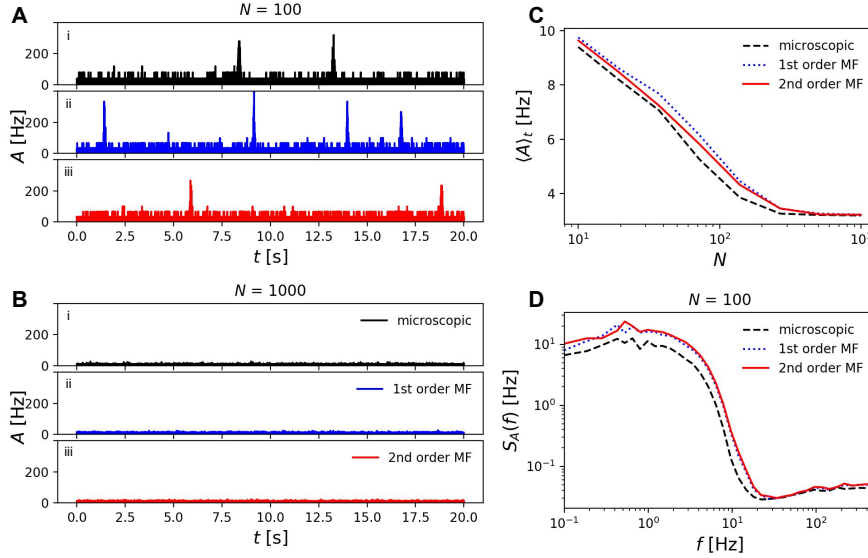 A
N = 100
i
200
0
ii
200
0
iii
200
0
A [Hz]
0.0 2.5 5.0 7.5 10.0 12.5 15.0 17.5 20.0
t [s]
B
N = 1000
i
microscopic
200
0
ii
1st order MF
200
0
iii
2nd order MF
200
0
A [Hz]
0.0 2.5 5.0 7.5 10.0 12.5 15.0 17.5 20.0
t [s]
C
microscopic
1st order MF
2nd order MF
10
8
6
4
⟨A⟩t [Hz]
10¹ 10² 10³
N
D
N = 100
microscopic
1st order MF
2nd order MF
10¹
10⁰
10⁻¹
S_A(f) [Hz]
10⁻¹ 10⁰ 10¹ 10²
f [Hz]